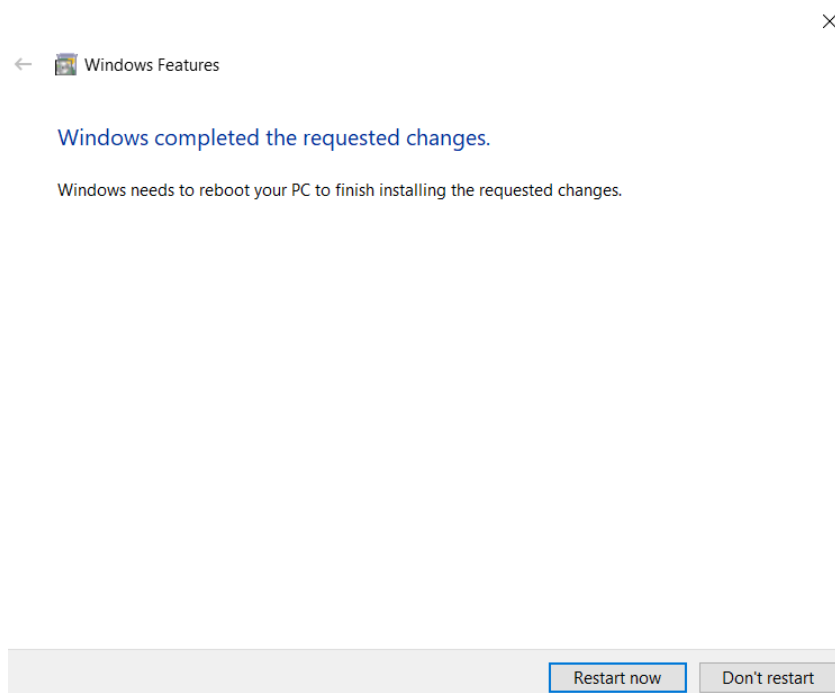 Windows Features
Windows completed the requested changes.
Windows needs to reboot your PC to finish installing the requested changes.
Restart now Don't restart